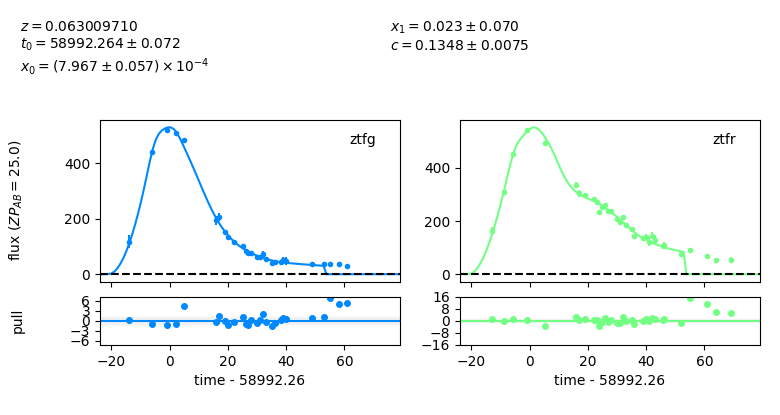 z = 0.063009710
t₀ = 58992.264 ± 0.072
x₀ = (7.967 ± 0.057) × 10⁻⁴
x₁ = 0.023 ± 0.070
c = 0.1348 ± 0.0075
flux (ZP_AB = 25.0)
400
200
0
ztfg
400
200
0
ztfr
pull
6
3
0
−3
−6
−20 0 20 40 60
time - 58992.26
16
8
0
−8
−16
−20 0 20 40 60
time - 58992.26